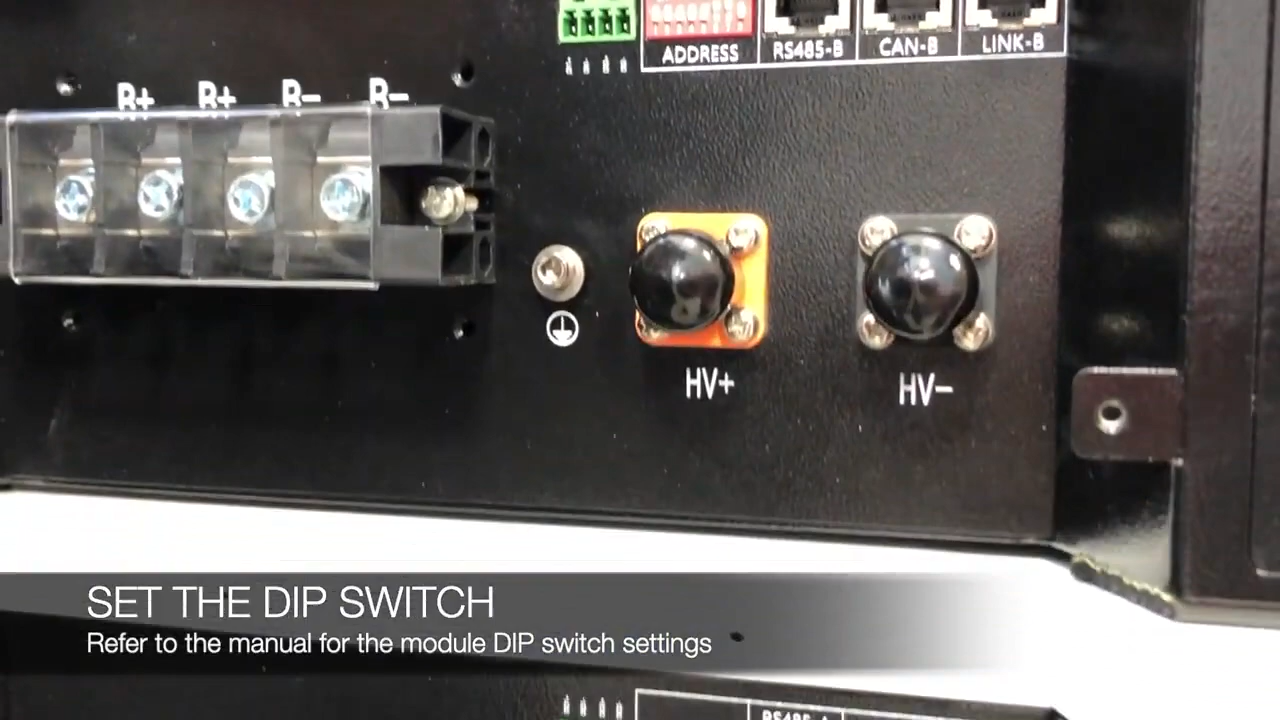 ADDRESS RS485-B CAN-B LINK-B
B+ B+ B- B-
HV+ HV-
SET THE DIP SWITCH
Refer to the manual for the module DIP switch settings
RS485-A